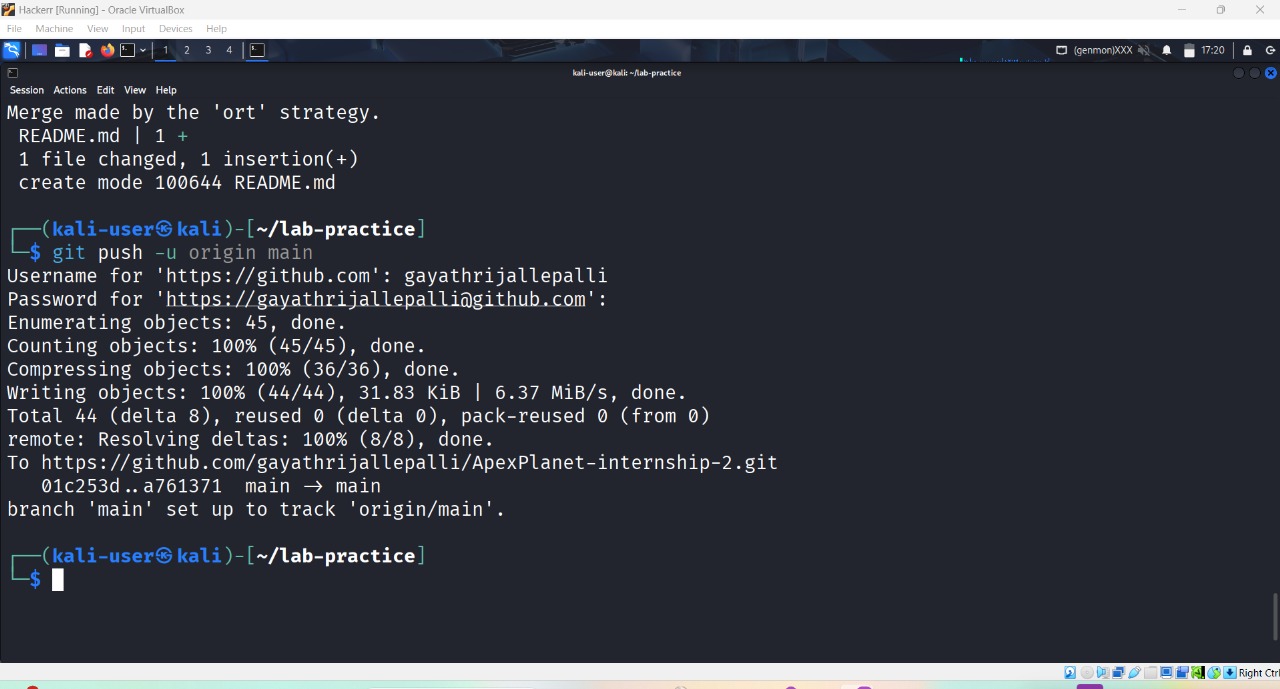 Hackerr [Running] - Oracle VirtualBox
File Machine View Input Devices Help
1 2 3 4 (genmon)XXX 17:20
kali-user@kali: ~/lab-practice
Session Actions Edit View Help
Merge made by the 'ort' strategy.
README.md | 1 +
1 file changed, 1 insertion(+)
create mode 100644 README.md
┌──(kali-user㉿kali)-[~/lab-practice]
└─$ git push -u origin main
Username for 'https://github.com': gayathrijallepalli
Password for 'https://gayathrijallepalli@github.com':
Enumerating objects: 45, done.
Counting objects: 100% (45/45), done.
Compressing objects: 100% (36/36), done.
Writing objects: 100% (44/44), 31.83 KiB | 6.37 MiB/s, done.
Total 44 (delta 8), reused 0 (delta 0), pack-reused 0 (from 0)
remote: Resolving deltas: 100% (8/8), done.
To https://github.com/gayathrijallepalli/ApexPlanet-internship-2.git
01c253d..a761371 main → main
branch 'main' set up to track 'origin/main'.
┌──(kali-user㉿kali)-[~/lab-practice]
└─$
Right Ctrl